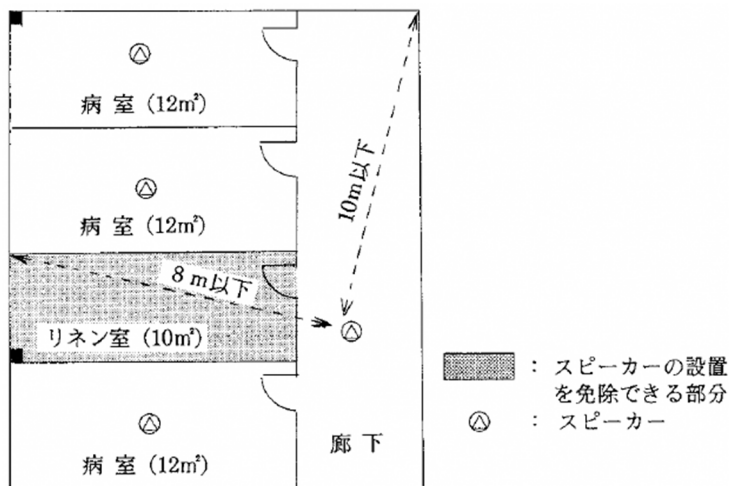 病室（12㎡）
病室（12㎡）
10m以下
8m以下
リネン室（10㎡）
病室（12㎡）
廊下
：スピーカーの設置
を免除できる部分
：スピーカー